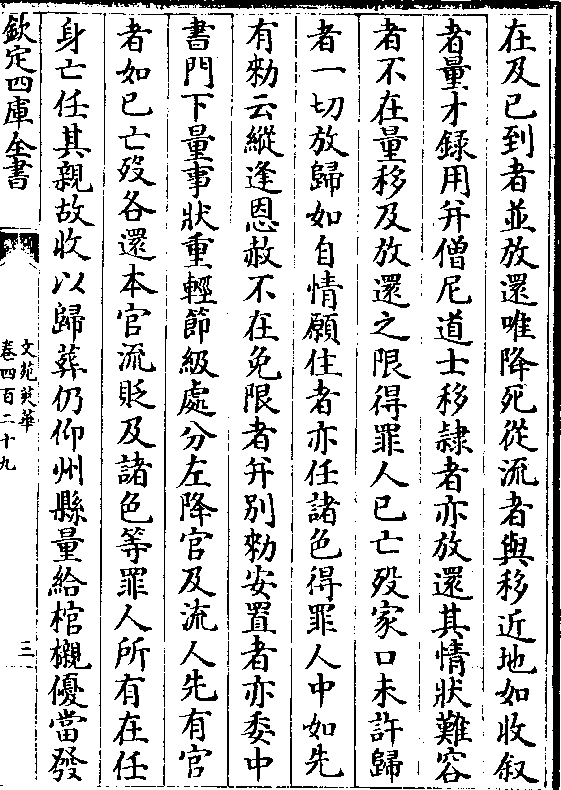 在及已到者並放還唯降死從流者與移近地如收叙
者量才録用并僧尼道士移隷者亦放還其情狀難容
者不在量移及放還之限得罪人已亡殁家口未許歸
者一切放歸如自情願住者亦任諸色得罪人中如先
有勑云縱逢恩赦不在免限者并别勑安置者亦委中
書門下量事狀重輕節級處分左降官及流人先有官
者如已亡殁各還本官流貶及諸色等罪人所有在任
身亡任其親故收以歸葬仍仰州縣量給棺櫬優當發
欽定四庫全書
文苑英華
卷四百二十九
三